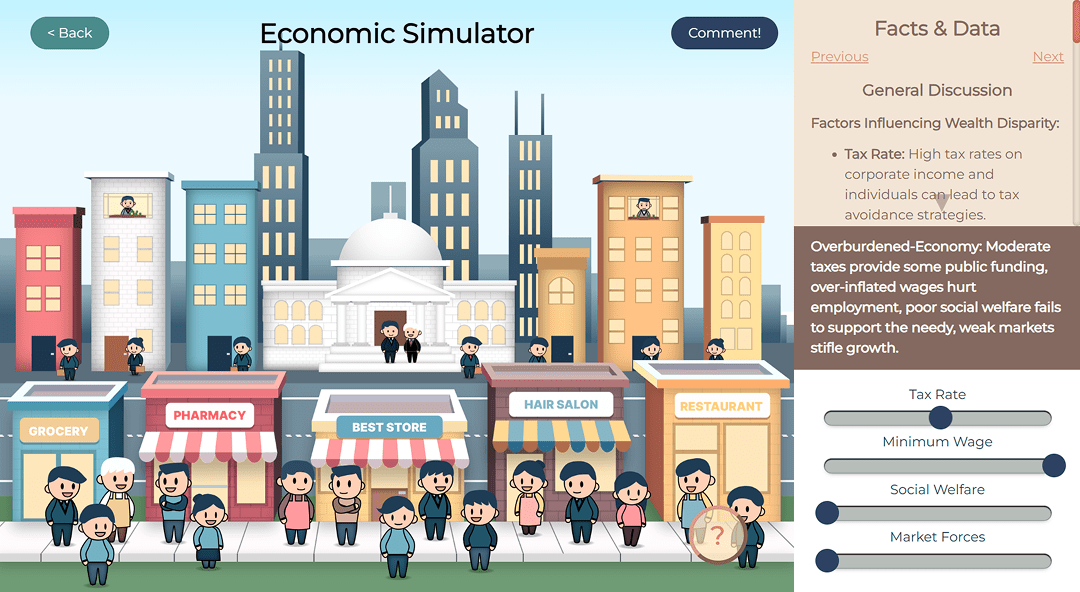 < Back
Economic Simulator
Comment!
GROCERY
PHARMACY
BEST STORE
HAIR SALON
RESTAURANT
?
Facts & Data
Previous
Next
General Discussion
Factors Influencing Wealth Disparity:
• Tax Rate: High tax rates on
corporate income and
individuals can lead to tax
avoidance strategies.
Overburdened-Economy: Moderate
taxes provide some public funding,
over-inflated wages hurt
employment, poor social welfare fails
to support the needy, weak markets
stifle growth.
Tax Rate
Minimum Wage
Social Welfare
Market Forces